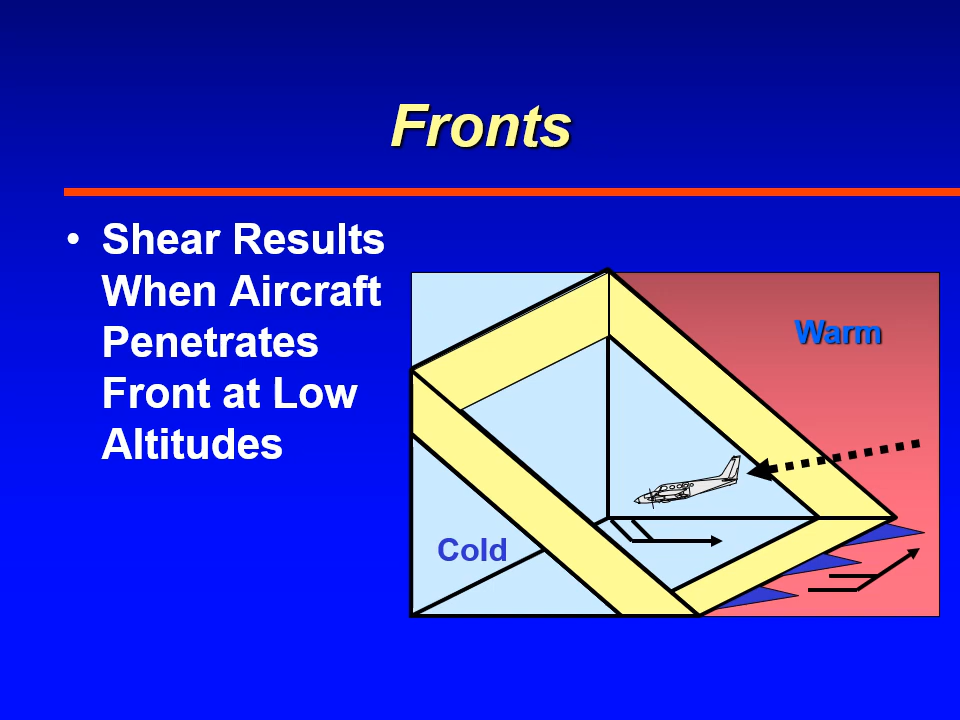 Fronts
• Shear Results
When Aircraft
Penetrates
Front at Low
Altitudes
Warm
Cold